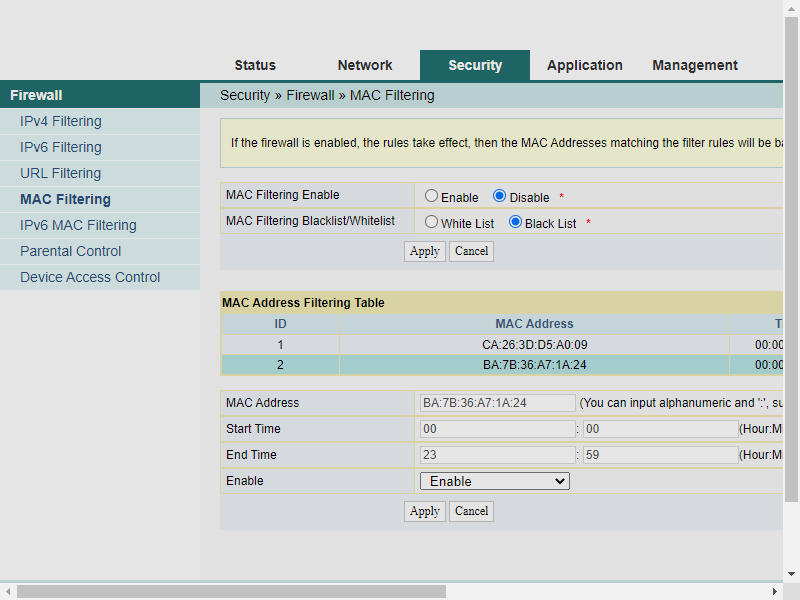 Status Network Security Application Management
Firewall
Security » Firewall » MAC Filtering
IPv4 Filtering
IPv6 Filtering
URL Filtering
MAC Filtering
IPv6 MAC Filtering
Parental Control
Device Access Control
If the firewall is enabled, the rules take effect, then the MAC Addresses matching the filter rules will be
MAC Filtering Enable Enable Disable *
MAC Filtering Blacklist/Whitelist White List Black List *
Apply Cancel
MAC Address Filtering Table
ID MAC Address
1 CA:26:3D:D5:A0:09 00:00
2 BA:7B:36:A7:1A:24 00:00
MAC Address BA:7B:36:A7:1A:24 (You can input alphanumeric and ':',
Start Time 00 : 00 (Hour:M
End Time 23 : 59 (Hour:M
Enable Enable
Apply Cancel